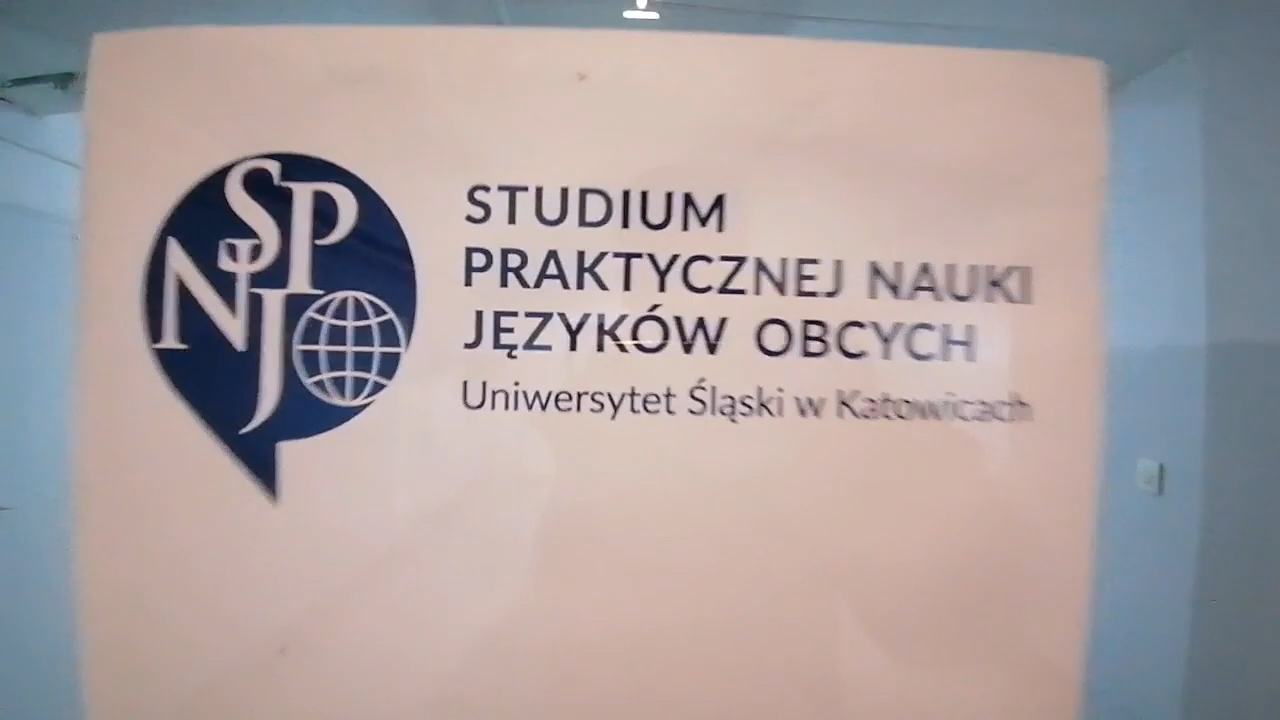 SPNJO
STUDIUM
PRAKTYCZNEJ NAUKI
JĘZYKÓW OBCYCH
Uniwersytet Śląski w Katowicach